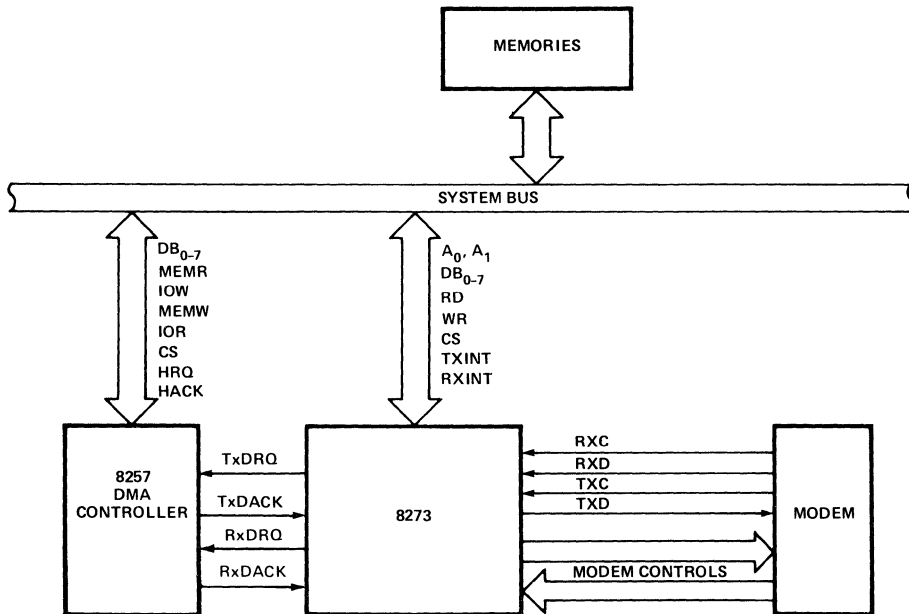 MEMORIES
SYSTEM BUS
DB0-7
MEMR
IOW
MEMW
IOR
CS
HRQ
HACK
A0, A1
DB0-7
RD
WR
CS
TXINT
RXINT
8257
DMA
CONTROLLER
TxDRQ
TxDACK
RxDRQ
RxDACK
8273
RXC
RXD
TXC
TXD
MODEM CONTROLS
MODEM